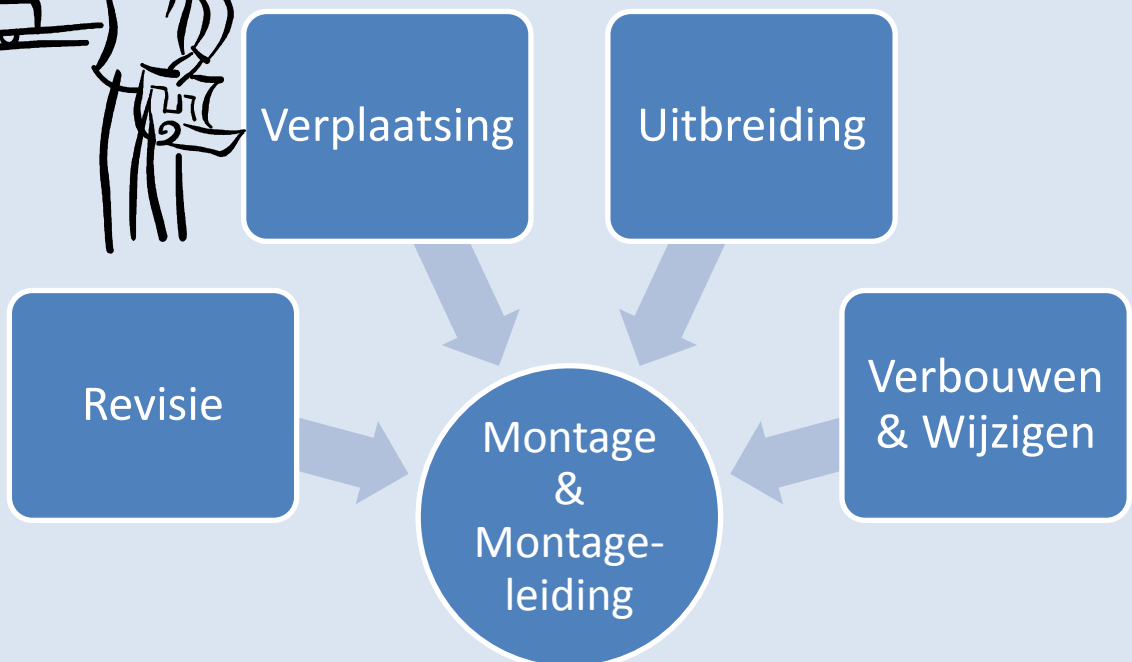 Verplaatsing
Uitbreiding
Revisie
Verbouwen
& Wijzigen
Montage
&
Montage-
leiding